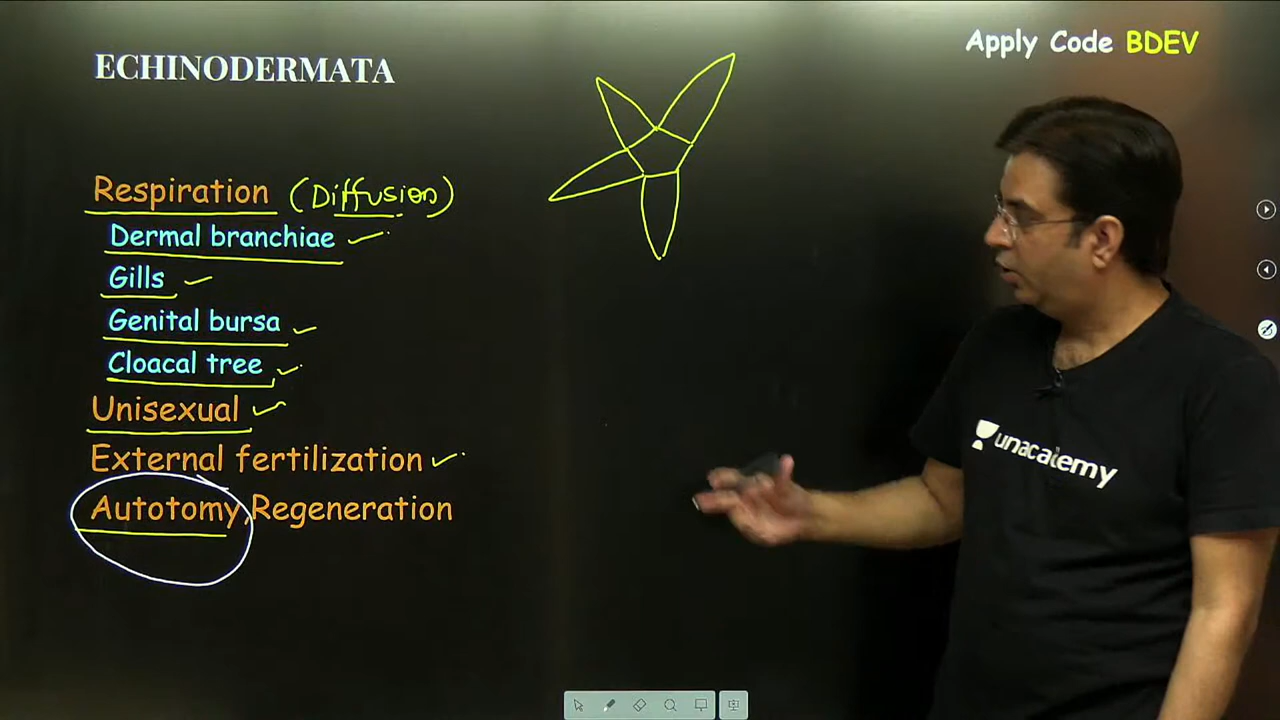 Apply Code BDEV
ECHINODERMATA
Respiration (Diffusion)
Dermal branchiae
Gills
Genital bursa
Cloacal tree
Unisexual
External fertilization
Autotomy,Regeneration
unacademy